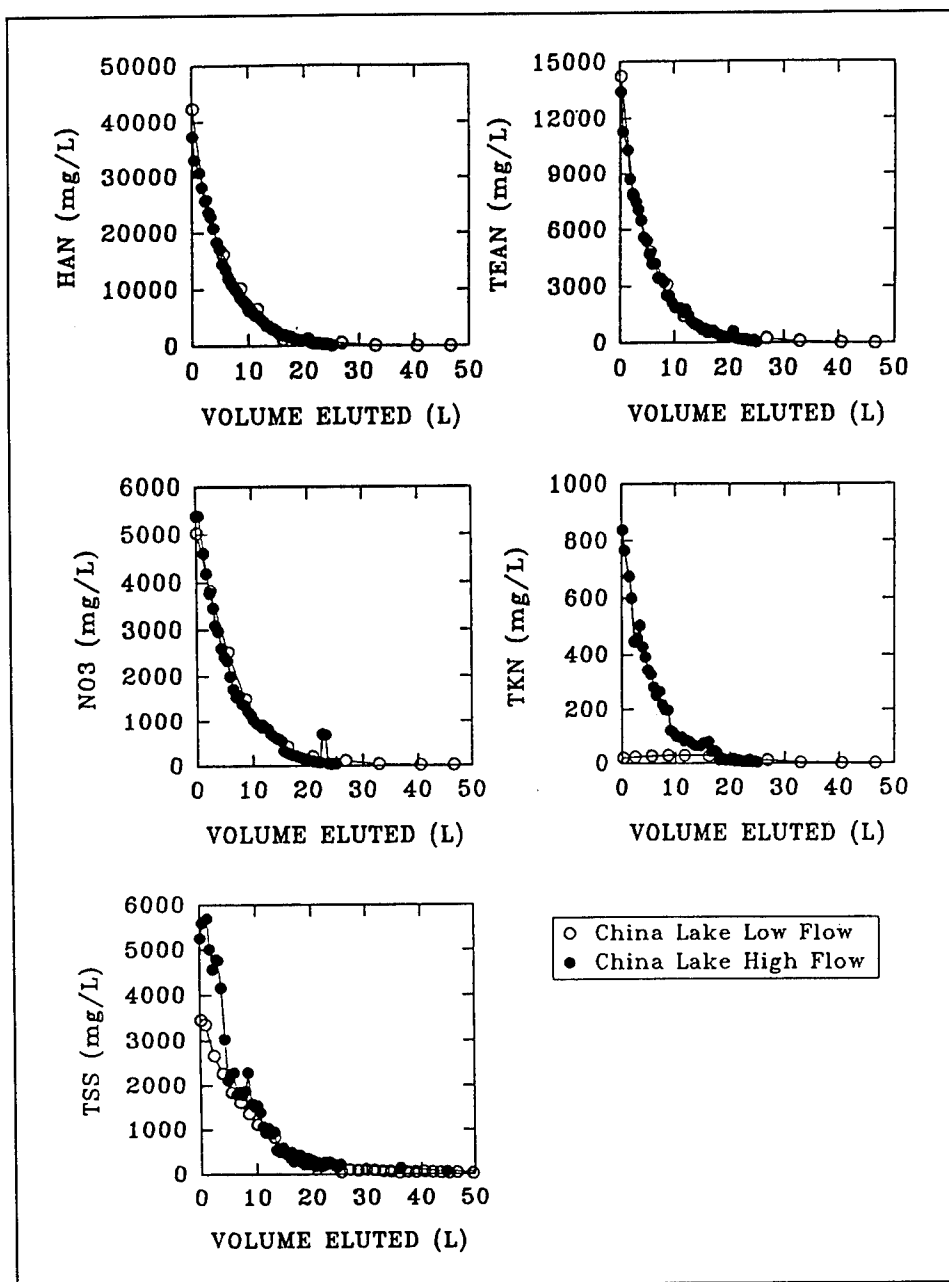 50000
40000
30000
20000
10000
0
HAN (mg/L)
0 10 20 30 40 50
VOLUME ELUTED (L)
15000
12000
9000
6000
3000
0
TEAN (mg/L)
0 10 20 30 40 50
VOLUME ELUTED (L)
6000
5000
4000
3000
2000
1000
0
NO3 (mg/L)
0 10 20 30 40 50
VOLUME ELUTED (L)
1000
800
600
400
200
0
TKN (mg/L)
0 10 20 30 40 50
VOLUME ELUTED (L)
6000
5000
4000
3000
2000
1000
0
TSS (mg/L)
0 10 20 30 40 50
VOLUME ELUTED (L)
China Lake Low Flow
China Lake High Flow